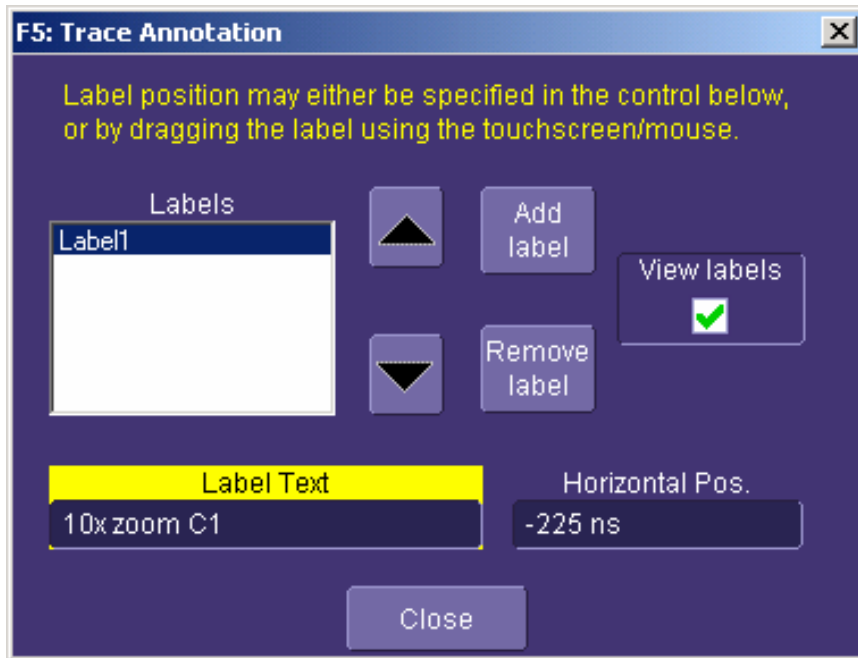 F5: Trace Annotation
Label position may either be specified in the control below,
or by dragging the label using the touchscreen/mouse.
Labels
Label1
Add
label
View labels
Remove
label
Label Text
10x zoom C1
Horizontal Pos.
-225 ns
Close